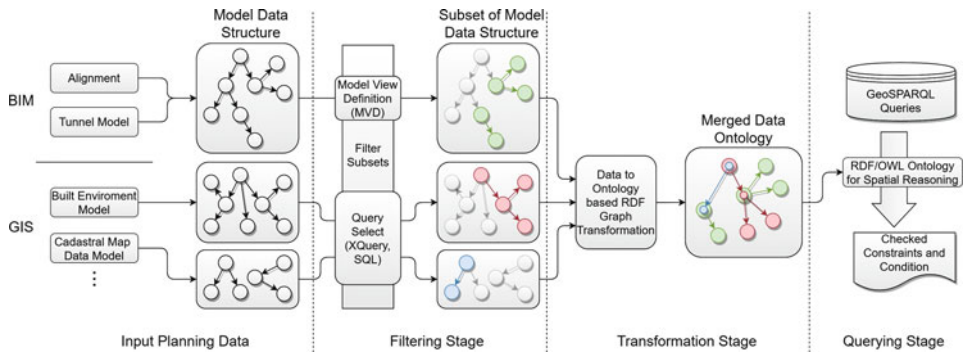 Model Data
Structure
Subset of Model
Data Structure
BIM
Alignment
Tunnel Model
Model View
Definition
(MVD)
Filter
Subsets
GIS
Built Enviroment
Model
Cadastral Map
Data Model
Query
Select
(XQuery,
SQL)
Data to
Ontology
based RDF
Graph
Transformation
Merged Data
Ontology
GeoSPARQL
Queries
RDF/OWL Ontology
for Spatial Reasoning
Checked
Constraints and
Condition
Input Planning Data
Filtering Stage
Transformation Stage
Querying Stage